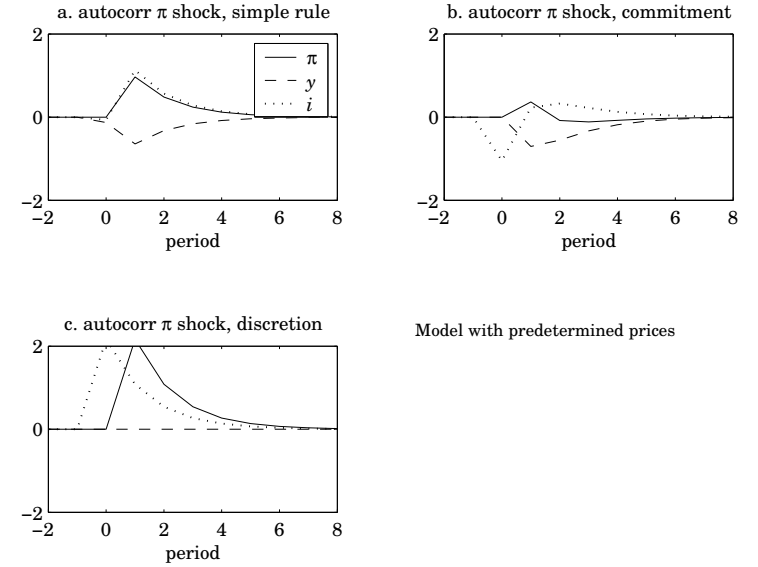 a. autocorr π shock, simple rule
2
0
−2
−2 0 2 4 6 8
period
π
y
i
b. autocorr π shock, commitment
2
0
−2
−2 0 2 4 6 8
period
c. autocorr π shock, discretion
2
0
−2
−2 0 2 4 6 8
period
Model with predetermined prices